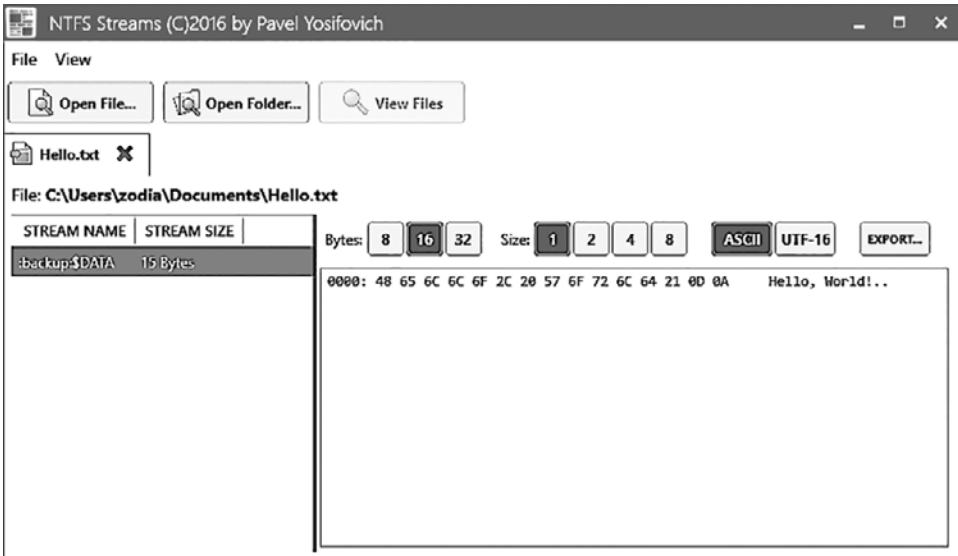 NTFS Streams (C)2016 by Pavel Yosifovich
File View
Open File... Open Folder... View Files
Hello.txt
File: C:\Users\zodia\Documents\Hello.txt
STREAM NAME STREAM SIZE
:backup:$DATA 15 Bytes
Bytes: 8 16 32 Size: 1 2 4 8 ASCII UTF-16 EXPORT...
0000: 48 65 6C 6C 6F 2C 20 57 6F 72 6C 64 21 0D 0A Hello, World!..